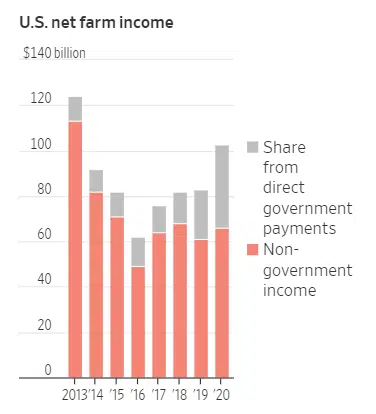 U.S. net farm income
$140 billion
120
100
80
60
40
20
0
2013 '14 '15 '16 '17 '18 '19 '20
Share
from
direct
government
payments
Non-
government
income